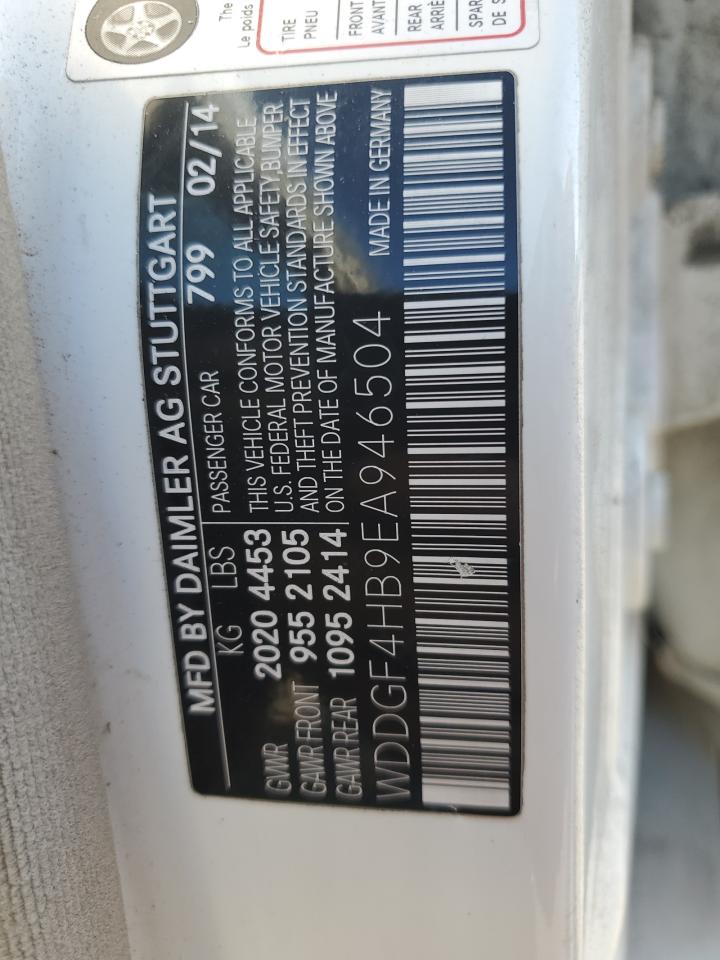 The
Le poids
TIRE
PNEU
FRONT
AVANT
REAR
ARRIÈ
SPAR
DE S
MFD BY DAIMLER AG STUTTGART
799 02/14
KG LBS PASSENGER CAR
GVWR 2020 4453 THIS VEHICLE CONFORMS TO ALL APPLICABLE
U.S. FEDERAL MOTOR VEHICLE SAFETY, BUMPER
GAWR FRONT 955 2105 AND THEFT PREVENTION STANDARDS IN EFFECT
GAWR REAR 1095 2414 ON THE DATE OF MANUFACTURE SHOWN ABOVE
WDDGF4HB9EA946504 MADE IN GERMANY